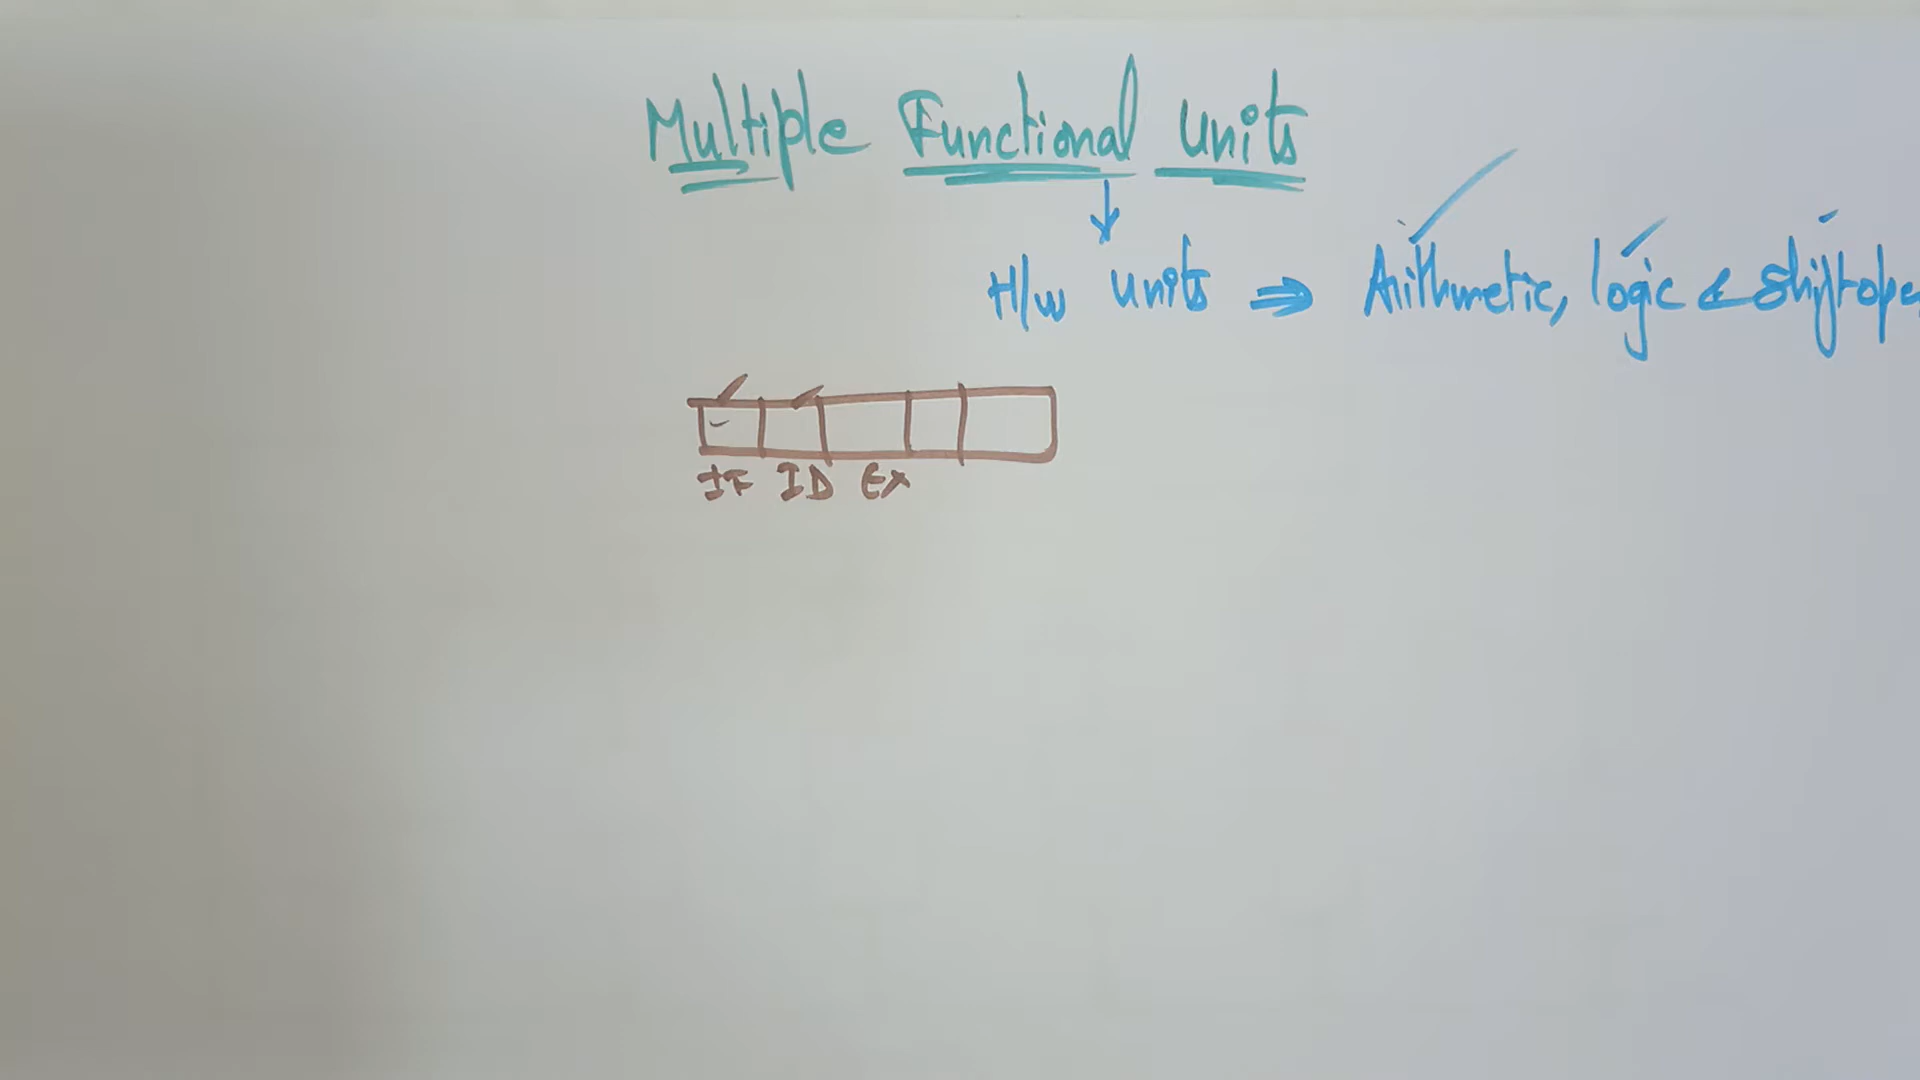 Multiple Functional Units
H/w Units ⇒ Arithmetic, logic & shift ope
IF ID EX